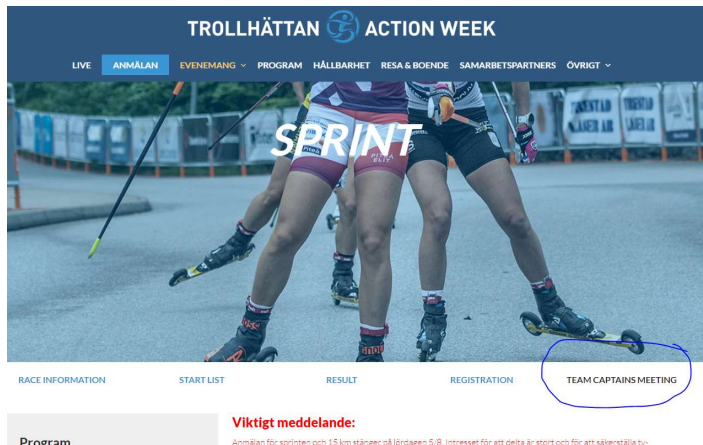 TROLLHÄTTAN ACTION WEEK
LIVE ANMÄLAN EVENEMANG PROGRAM HÅLLBARHET RESA & BOENDE SAMARBETSPARTNERS ÖVRIGT
SPRINT
PITEÅ
ELIT
RACE INFORMATION START LIST RESULT REGISTRATION TEAM CAPTAINS MEETING
Viktigt meddelande:
Program
Anmälan för sprinten och 15 km stänger på lördagen 5/8. Intresset för att delta är stort och för att säkerställa tv-